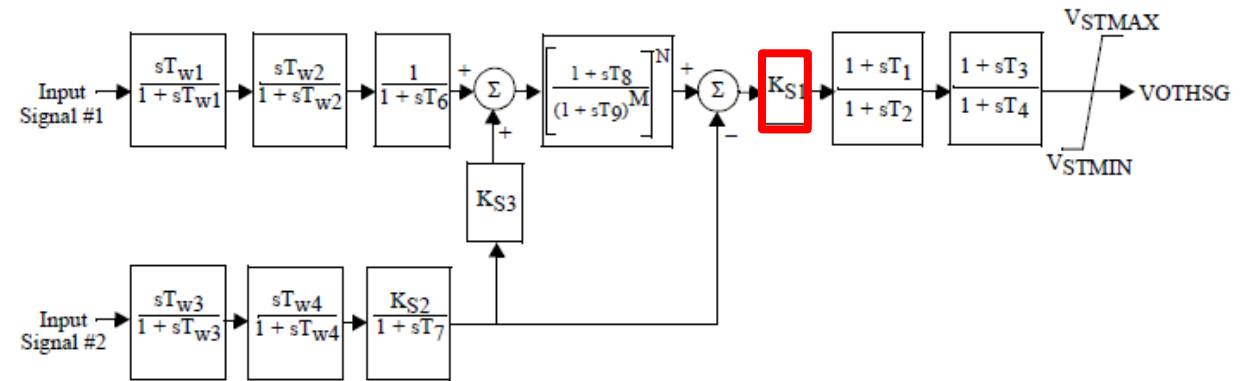 Input
Signal #1
sTw1
1 + sTw1
sTw2
1 + sTw2
1
1 + sT6
+
Σ
+
KS3
1 + sT8
(1 + sT9)M
N
+
Σ
−
KS1
1 + sT1
1 + sT2
1 + sT3
1 + sT4
VSTMAX
VOTHSG
VSTMIN
Input
Signal #2
sTw3
1 + sTw3
sTw4
1 + sTw4
KS2
1 + sT7